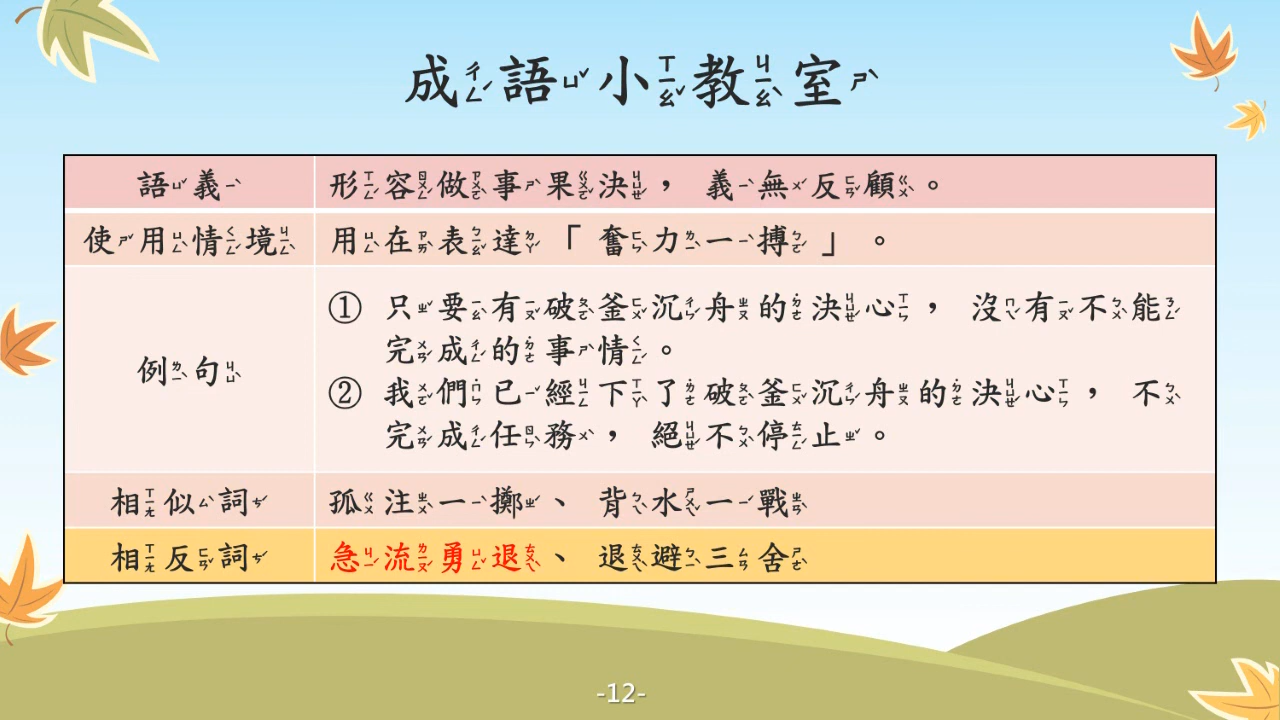 成語小教室
語義 形容做事果決，義無反顧。
使用情境 用在表達「奮力一搏」。
例句 ① 只要有破釜沉舟的決心，沒有不能
完成的事情。
② 我們已經下了破釜沉舟的決心，不
完成任務，絕不停止。
相似詞 孤注一擲、背水一戰
相反詞 急流勇退、退避三舍
-12-